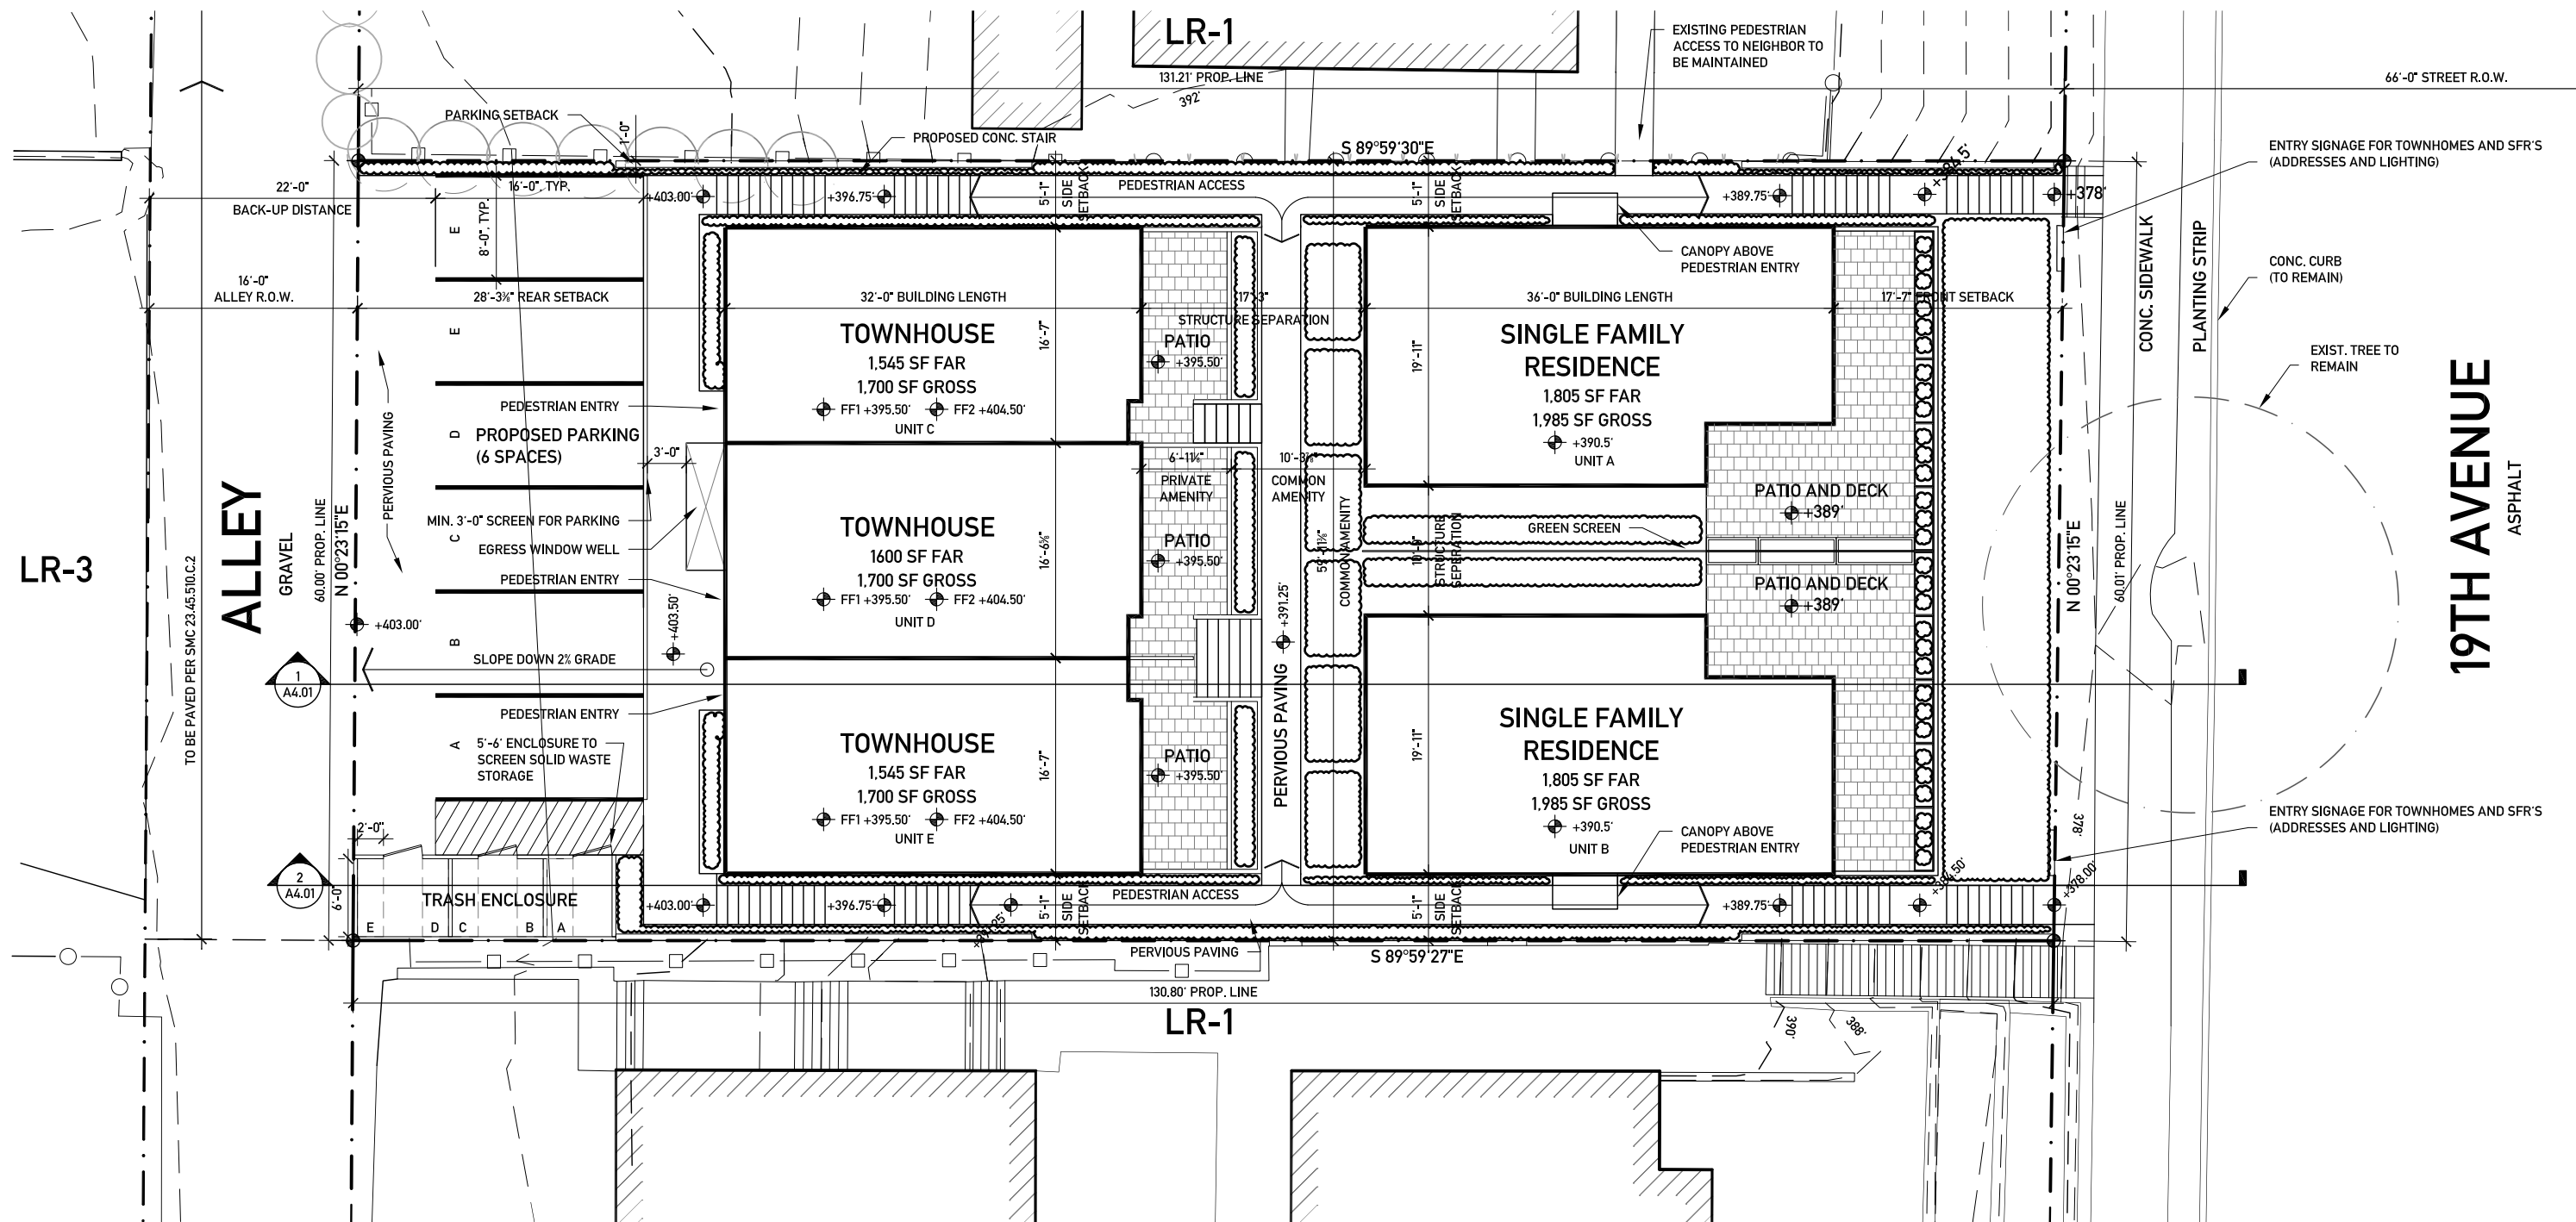 LR-1
EXISTING PEDESTRIAN
ACCESS TO NEIGHBOR TO
BE MAINTAINED
131.21' PROP. LINE
392'
66'-0" STREET R.O.W.
PARKING SETBACK
1'-0"
PROPOSED CONC. STAIR
S 89°59'30"E
ENTRY SIGNAGE FOR TOWNHOMES AND SFR'S
(ADDRESSES AND LIGHTING)
22'-0"
BACK-UP DISTANCE
16'-0" TYP.
8'-0" TYP.
+403.00'
+396.75'
5'-1"
SIDE
SETBACK
PEDESTRIAN ACCESS
5'-1"
SIDE
SETBACK
+389.75'
+378'
CANOPY ABOVE
PEDESTRIAN ENTRY
CONC. SIDEWALK
PLANTING STRIP
CONC. CURB
(TO REMAIN)
16'-0"
ALLEY R.O.W.
28'-3⅜" REAR SETBACK
32'-0" BUILDING LENGTH
17'-3"
STRUCTURE SEPARATION
36'-0" BUILDING LENGTH
17'-7" FRONT SETBACK
E
E
D
C
B
A
TOWNHOUSE
1,545 SF FAR
1,700 SF GROSS
FF1 +395.50'
FF2 +404.50'
UNIT C
16'-7"
PATIO
+395.50'
SINGLE FAMILY
RESIDENCE
1,805 SF FAR
1,985 SF GROSS
+390.5'
UNIT A
19'-11"
EXIST. TREE TO
REMAIN
19TH AVENUE
ASPHALT
PEDESTRIAN ENTRY
PERVIOUS PAVING
PROPOSED PARKING
(6 SPACES)
3'-0"
PRIVATE
AMENITY
COMMON
AMENITY
PATIO AND DECK
+389'
ALLEY
GRAVEL
60.00' PROP. LINE
N 00°23'15"E
LR-3
TO BE PAVED PER SMC 23.45.510.C.2
MIN. 3'-0" SCREEN FOR PARKING
EGRESS WINDOW WELL
PEDESTRIAN ENTRY
TOWNHOUSE
1600 SF FAR
1,700 SF GROSS
FF1 +395.50'
FF2 +404.50'
UNIT D
PATIO
+395.50'
COMMON AMENITY
STRUCTURE
SEPERATION
GREEN SCREEN
PATIO AND DECK
+389'
N 00°23'15"E
60.01' PROP. LINE
+403.00'
+403.50'
+391.25'
PERVIOUS PAVING
SLOPE DOWN 2% GRADE
1
A4.01
PEDESTRIAN ENTRY
5'-6' ENCLOSURE TO
SCREEN SOLID WASTE
STORAGE
TOWNHOUSE
1,545 SF FAR
1,700 SF GROSS
FF1 +395.50'
FF2 +404.50'
UNIT E
16'-7"
PATIO
+395.50'
SINGLE FAMILY
RESIDENCE
1,805 SF FAR
1,985 SF GROSS
+390.5'
UNIT B
19'-11"
CANOPY ABOVE
PEDESTRIAN ENTRY
378'
ENTRY SIGNAGE FOR TOWNHOMES AND SFR'S
(ADDRESSES AND LIGHTING)
2'-0"
2
A4.01
6'-0"
TRASH ENCLOSURE
E D C B A
+403.00'
+396.75'
5'-1"
SIDE
SETBACK
PEDESTRIAN ACCESS
5'-1"
SIDE
SETBACK
+389.75'
+378.00'
PERVIOUS PAVING
S 89°59'27"E
130.80' PROP. LINE
LR-1
390'
388'